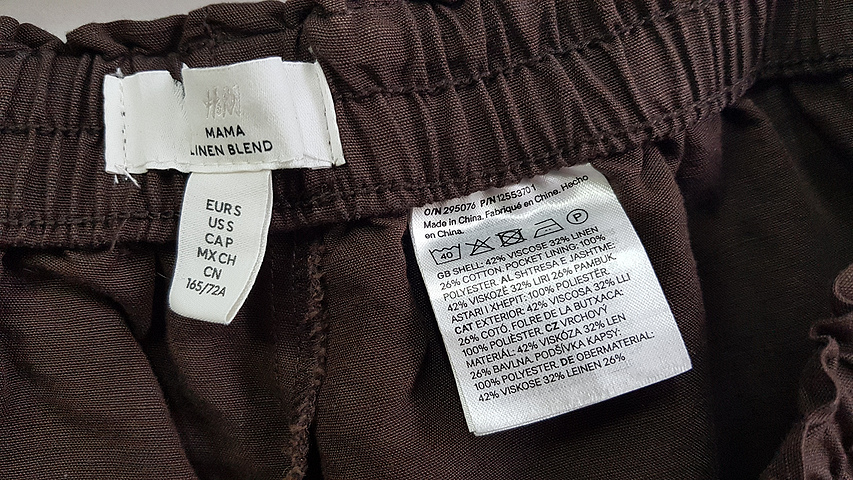 H&M
MAMA
LINEN BLEND
EUR S
US S
CA P
MX CH
CN
165/72A
O/N 295076 P/N 1255370 1
Made in China. Fabriqué en Chine. Hecho
en China.
40 P
GB SHELL: 42% VISCOSE 32% LINEN
26% COTTON. POCKET LINING: 100%
POLYESTER. AL SHTRESA E JASHTME:
42% VISKOZË 32% LIRI 26% PAMBUK.
ASTARI I XHEPIT: 100% POLIESTËR.
CAT EXTERIOR: 42% VISCOSA 32% LLI
26% COTÓ. FOLRE DE LA BUTXACA:
100% POLIÈSTER. CZ VRCHOVÝ
MATERIÁL: 42% VISKÓZA 32% LEN
26% BAVLNA. PODŠÍVKA KAPSY:
100% POLYESTER. DE OBERMATERIAL:
42% VISKOSE 32% LEINEN 26%